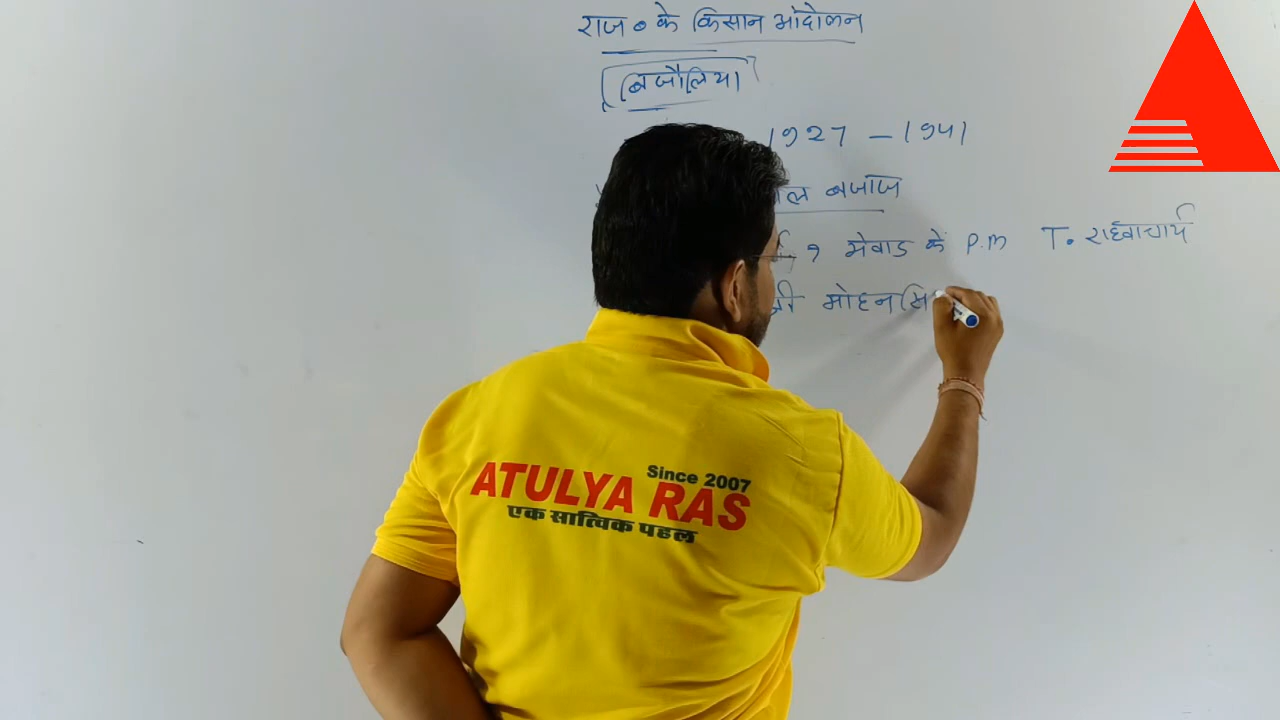 राज० के किसान आंदोलन
बिजौलिया
1927 - 1941
बजाज
मेवाड के P.M T. राघवाचार्य
मोहनसि
Since 2007
ATULYA RAS
एक सात्विक पहल